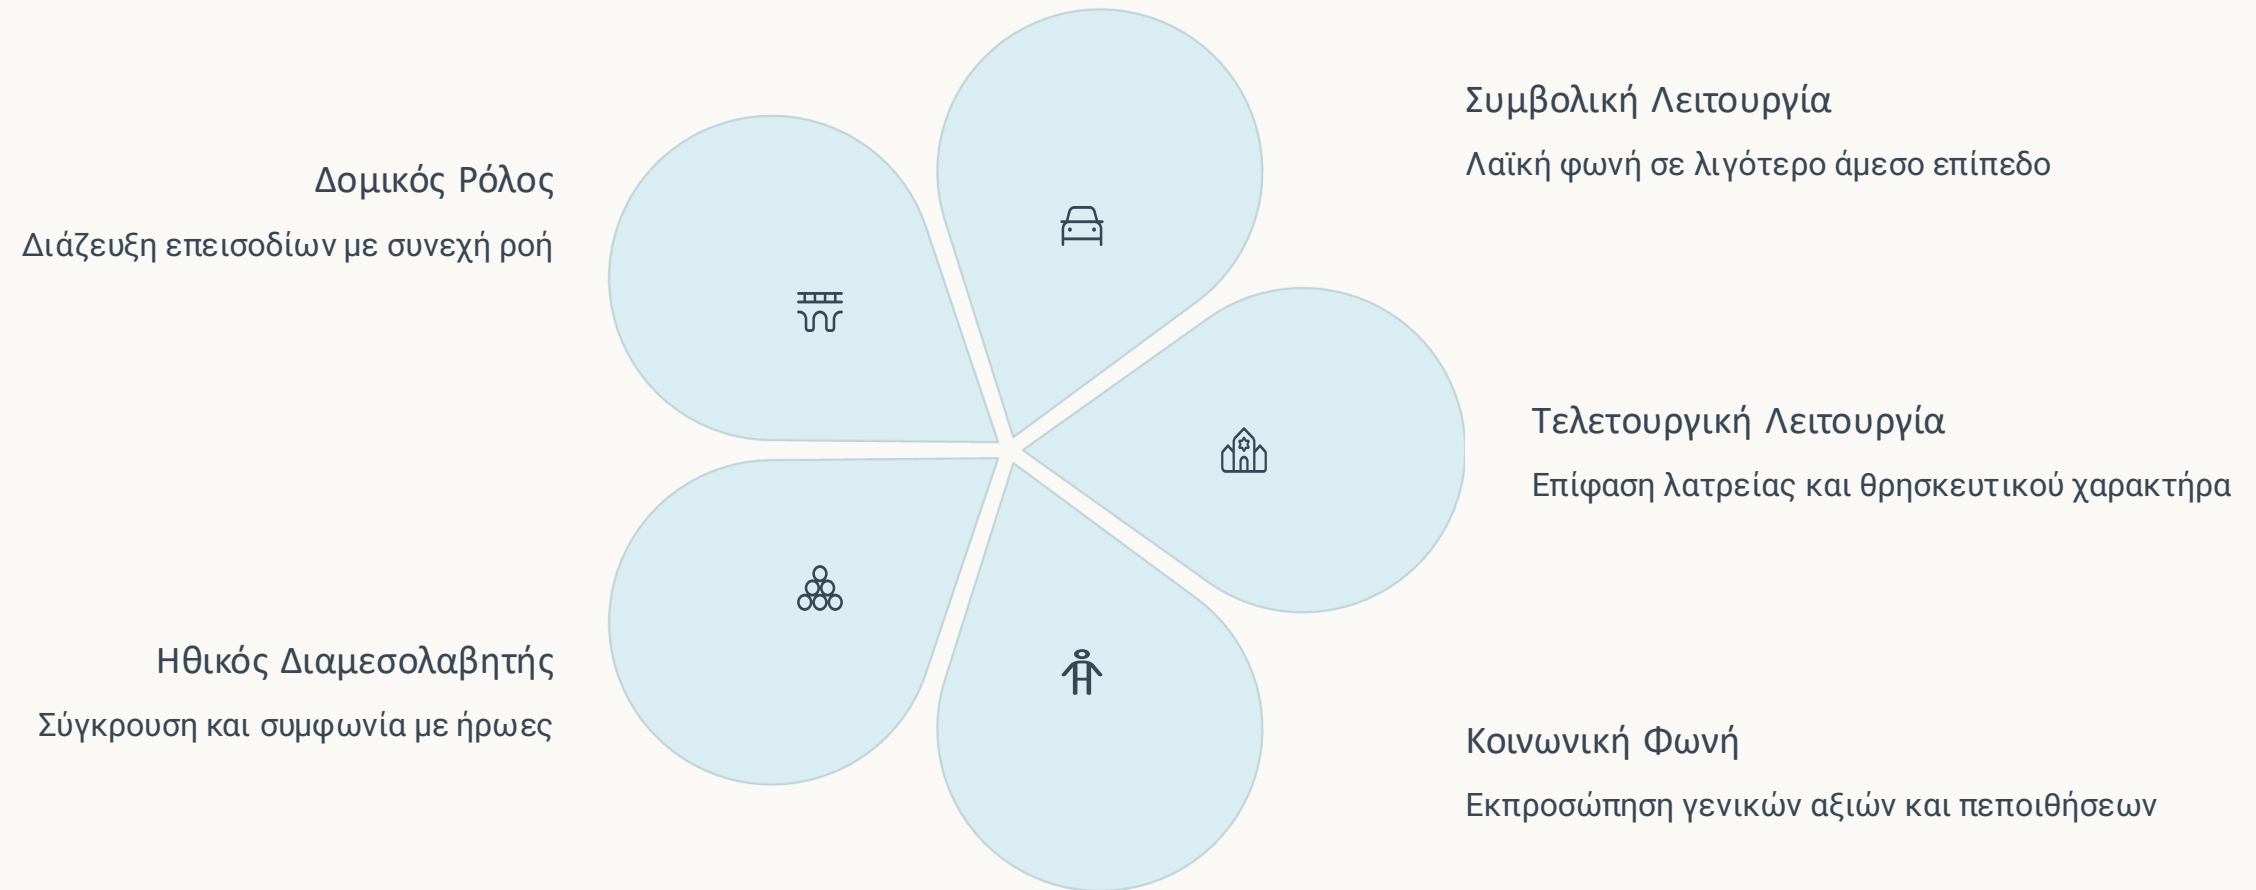 Δομικός Ρόλος
Διάζευξη επεισοδίων με συνεχή ροή
Συμβολική Λειτουργία
Λαϊκή φωνή σε λιγότερο άμεσο επίπεδο
Τελετουργική Λειτουργία
Επίφαση λατρείας και θρησκευτικού χαρακτήρα
Ηθικός Διαμεσολαβητής
Σύγκρουση και συμφωνία με ήρωες
Κοινωνική Φωνή
Εκπροσώπηση γενικών αξιών και πεποιθήσεων